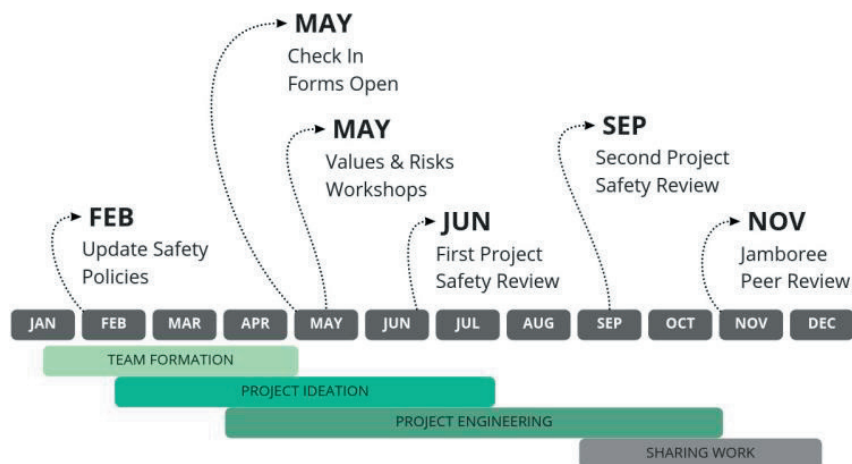 MAY
Check In
Forms Open
MAY
Values & Risks
Workshops
SEP
Second Project
Safety Review
FEB
Update Safety
Policies
JUN
First Project
Safety Review
NOV
Jamboree
Peer Review
JAN FEB MAR APR MAY JUN JUL AUG SEP OCT NOV DEC
TEAM FORMATION
PROJECT IDEATION
PROJECT ENGINEERING
SHARING WORK